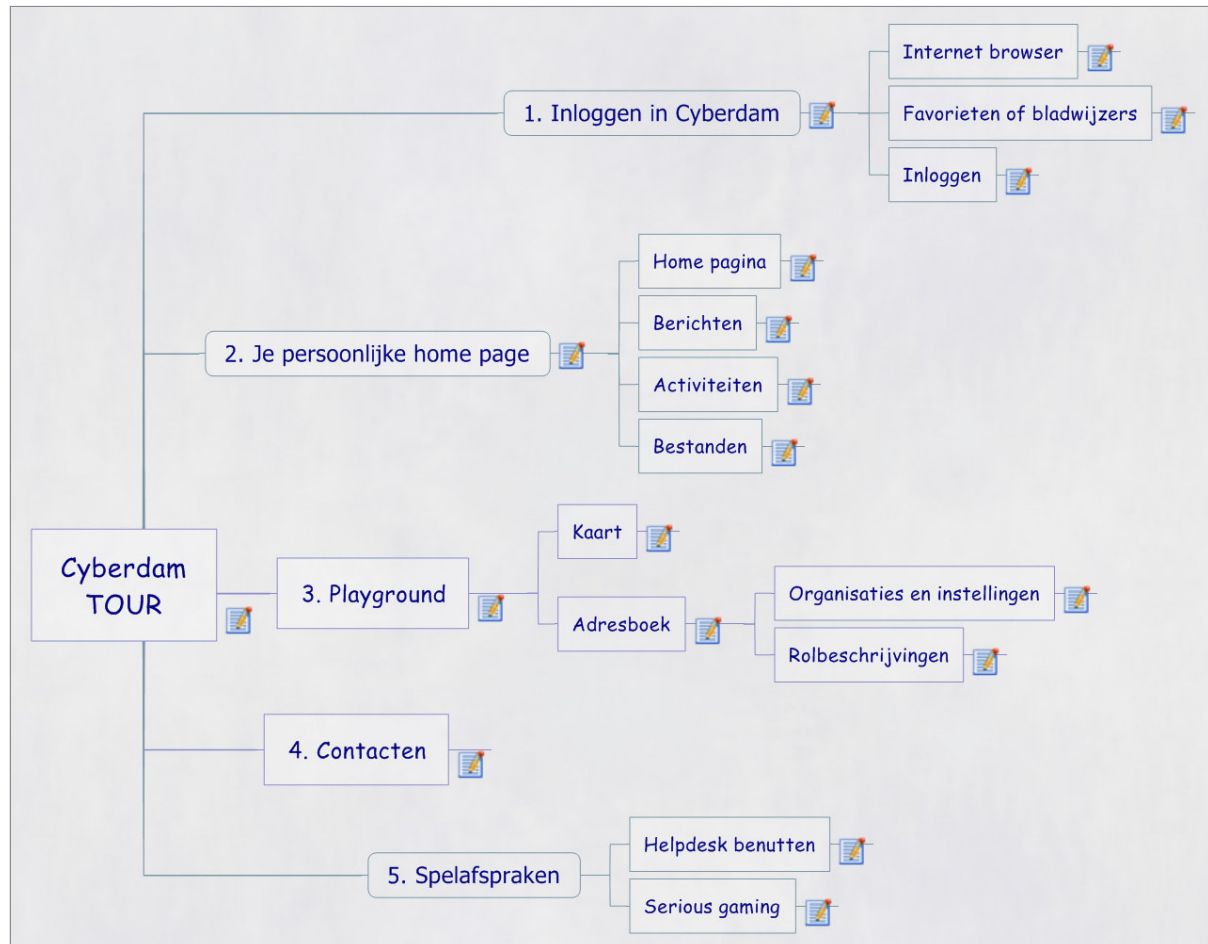 Internet browser
1. Inloggen in Cyberdam
Favorieten of bladwijzers
Inloggen
Home pagina
Berichten
2. Je persoonlijke home page
Activiteiten
Bestanden
Kaart
Cyberdam
TOUR
3. Playground
Organisaties en instellingen
Adresboek
Rolbeschrijvingen
4. Contacten
Helpdesk benutten
5. Spelafspraken
Serious gaming